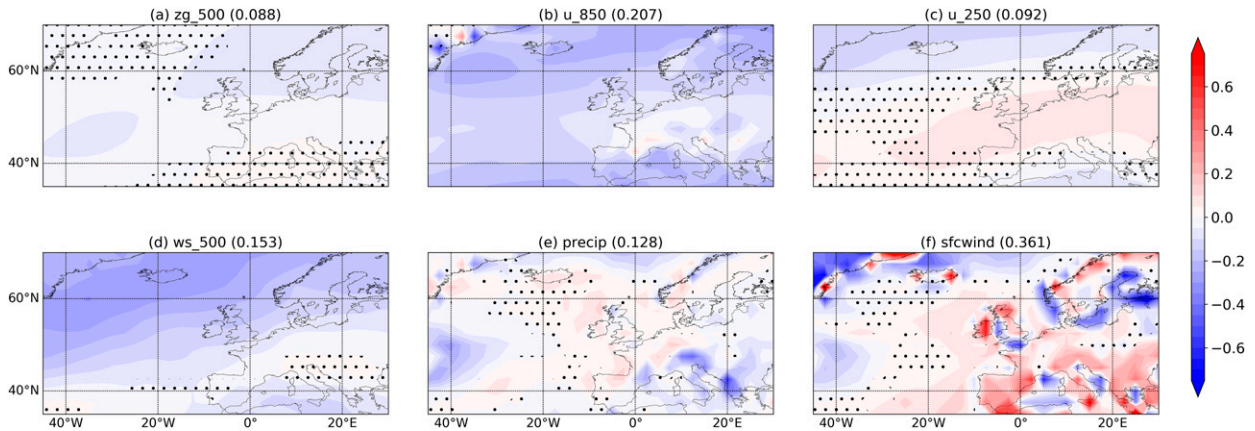 (a) zg_500 (0.088)
(b) u_850 (0.207)
(c) u_250 (0.092)
60°N
40°N
(d) ws_500 (0.153)
(e) precip (0.128)
(f) sfcwind (0.361)
60°N
40°N
40°W 20°W 0° 20°E
40°W 20°W 0° 20°E
40°W 20°W 0° 20°E
0.6
0.4
0.2
0.0
−0.2
−0.4
−0.6